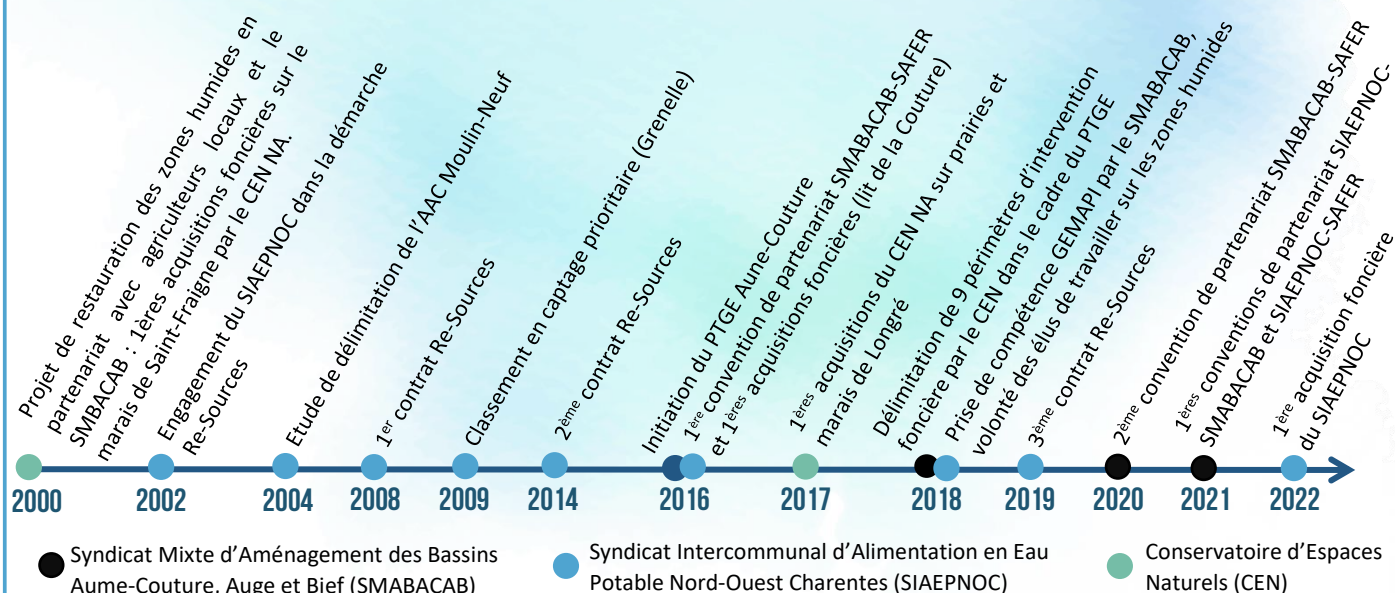 Projet de restauration des zones humides en
partenariat avec agriculteurs locaux et le
SMBACAB : 1ères acquisitions foncières sur le
marais de Saint-Fraigne par le CEN NA.
Engagement du SIAEPNOC dans la démarche
Re-Sources
Etude de délimitation de l'AAC Moulin-Neuf
1er contrat Re-Sources
Classement en captage prioritaire (Grenelle)
2ème contrat Re-Sources
Initiation du PTGE Aume-Couture
1ère convention de partenariat SMABACAB-SAFER
et 1ères acquisitions foncières (lit de la Couture)
1ères acquisitions du CEN NA sur prairies et
marais de Longré
Délimitation de 9 périmètres d'intervention
foncière par le CEN dans le cadre du PTGE
Prise de compétence GEMAPI par le SMABACAB,
volonté des élus de travailler sur les zones humides
3ème contrat Re-Sources
2ème convention de partenariat SMABACAB-SAFER
1ères conventions de partenariat SIAEPNOC-
SMABACAB et SIAEPNOC-SAFER
1ère acquisition foncière
du SIAEPNOC
2000 2002 2004 2008 2009 2014 2016 2017 2018 2019 2020 2021 2022
Syndicat Mixte d'Aménagement des Bassins
Aume-Couture, Auge et Bief (SMABACAB)
Syndicat Intercommunal d'Alimentation en Eau
Potable Nord-Ouest Charentes (SIAEPNOC)
Conservatoire d'Espaces
Naturels (CEN)